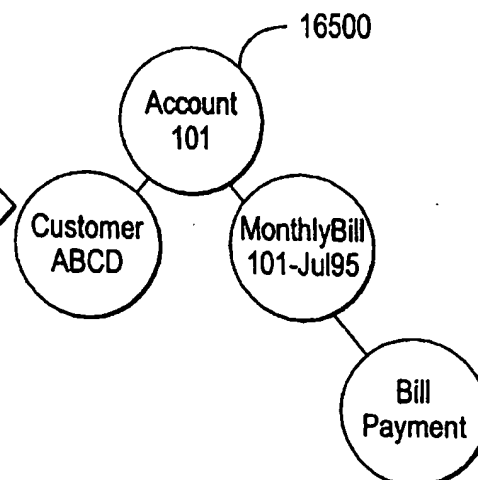 16500
Account
101
Customer
ABCD
MonthlyBill
101-Jul95
Bill
Payment